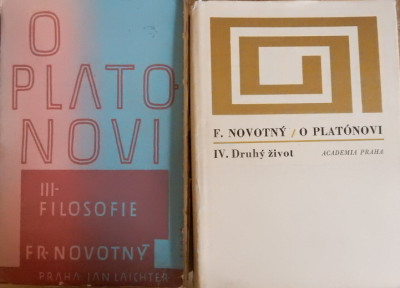 O
PLATO-
NOVI
III-
FILOSOFIE
FR·NOVOTNÝ
PRAHA·JAN LAICHTER
F. NOVOTNÝ / O PLATÓNOVI
IV. Druhý život ACADEMIA PRAHA